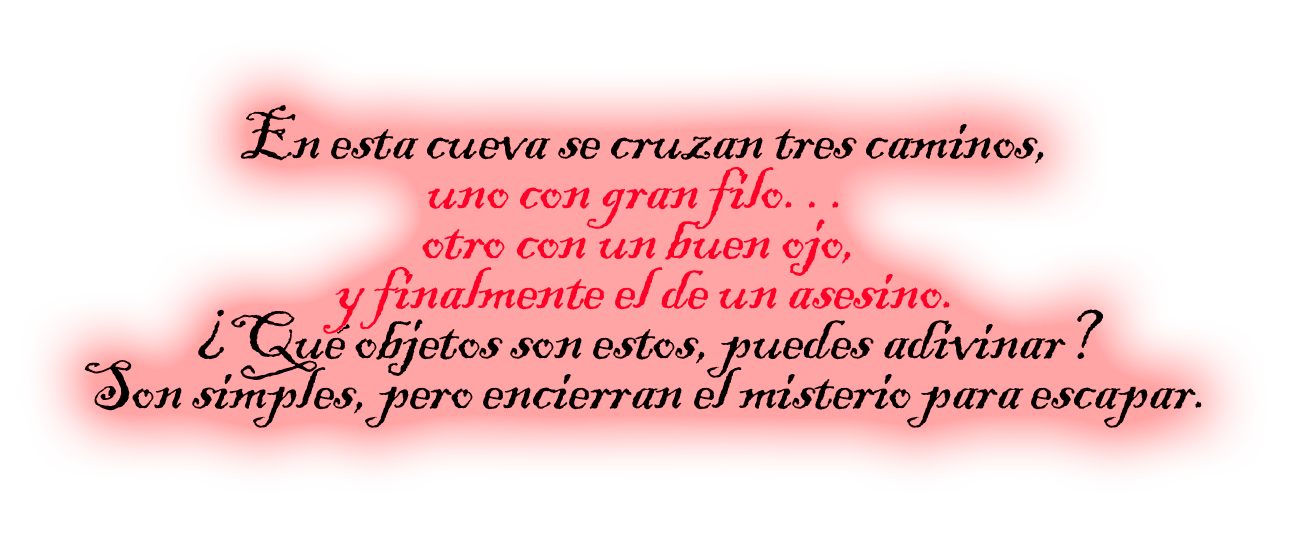 En esta cueva se cruzan tres caminos,
uno con gran filo...
otro con un buen ojo,
y finalmente el de un asesino.
¿Qué objetos son estos, puedes adivinar?
Son simples, pero encierran el misterio para escapar.